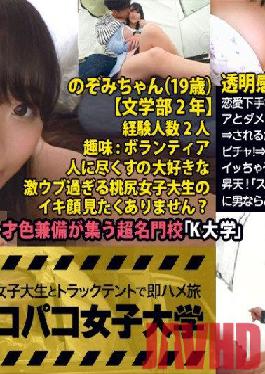 のぞみちゃん(19歳)
【文学部2年】
経験人数2人
趣味:ボランティア
人に尽くすの大好きな
激ウブ過ぎる桃尻女子大生の
イキ顔見たくありません?
透明感
恋愛下手
アとダメ
⇒される
ピチャ!⇒
イッちゃ
昇天!「ス
に男なら
才色兼備が集う超名門校「K大学」
女子大生とトラックテントで即ハメ旅
コパコ女子大学
JAVHD